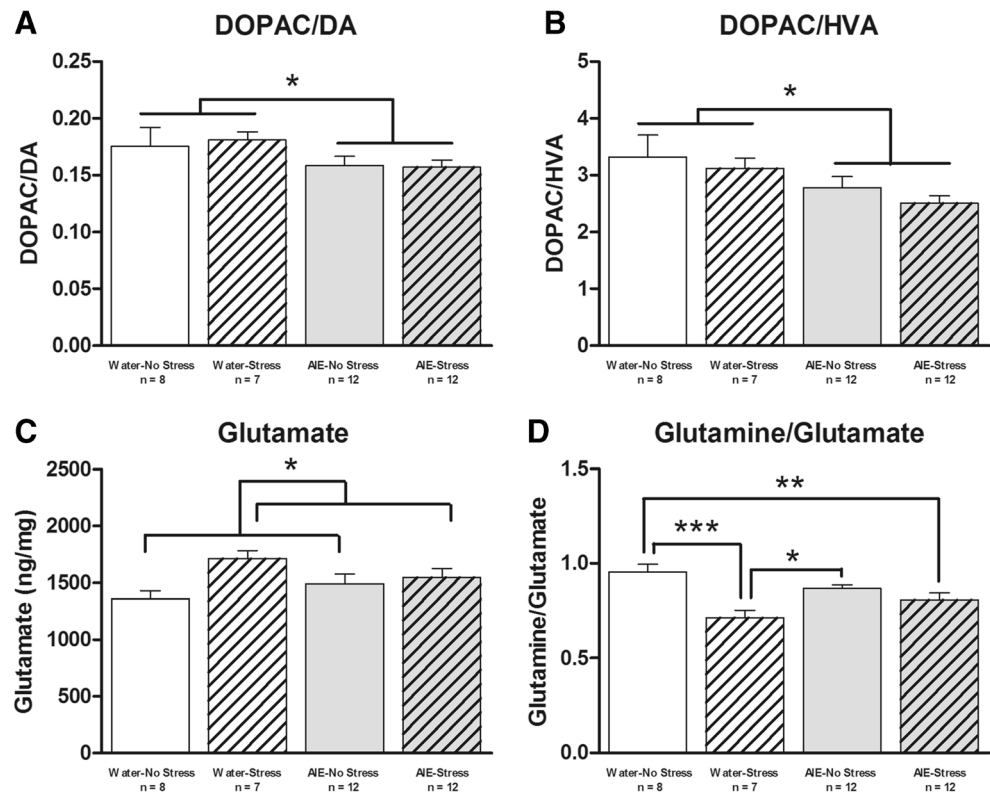 A
DOPAC/DA
DOPAC/DA
0.25
0.20
0.15
0.10
0.05
0.00
*
Water-No Stress
n = 8
Water-Stress
n = 7
AIE-No Stress
n = 12
AIE-Stress
n = 12
B
DOPAC/HVA
DOPAC/HVA
5
4
3
2
1
0
*
Water-No Stress
n = 8
Water-Stress
n = 7
AIE-No Stress
n = 12
AIE-Stress
n = 12
C
Glutamate
Glutamate (ng/mg)
2500
2000
1500
1000
500
0
*
Water-No Stress
n = 8
Water-Stress
n = 7
AIE-No Stress
n = 12
AIE-Stress
n = 12
D
Glutamine/Glutamate
Glutamine/Glutamate
1.5
1.0
0.5
0.0
**
***
*
Water-No Stress
n = 8
Water-Stress
n = 7
AIE-No Stress
n = 12
AIE-Stress
n = 12